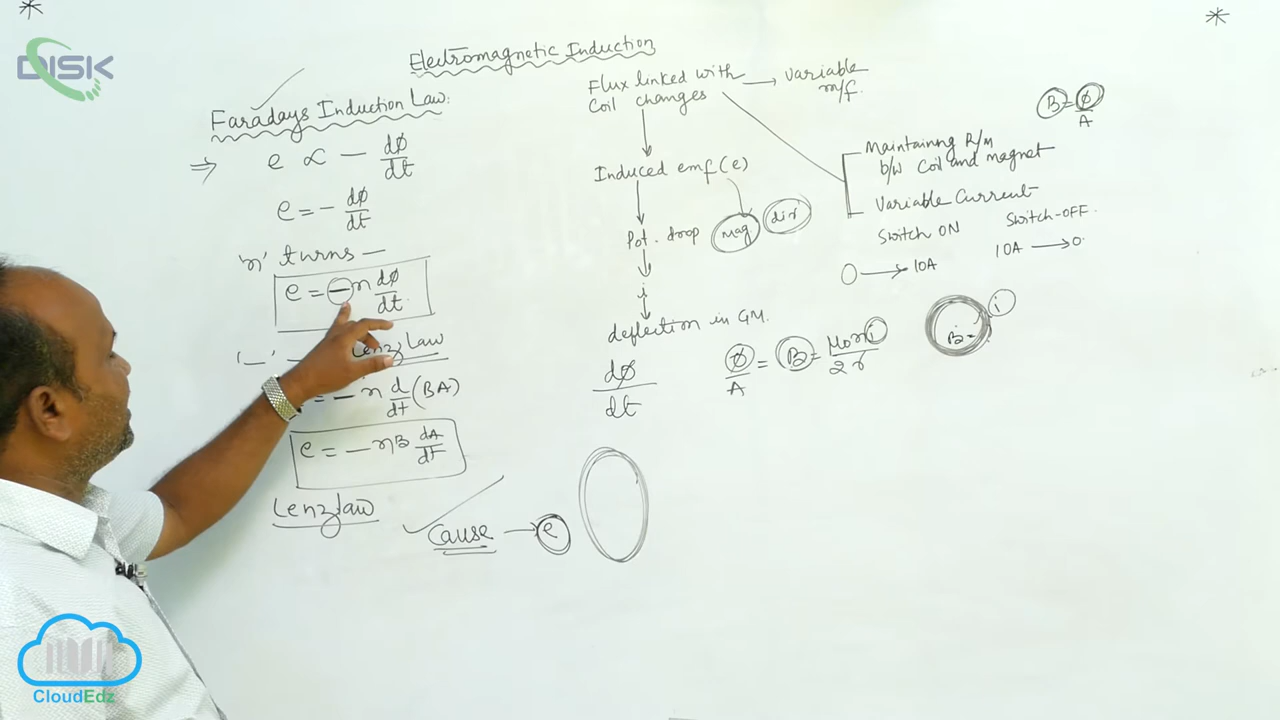 DISK
Electromagnetic Induction
Faradays Induction Law:
⇒ e ∝ − dϕ/dt
e = − dϕ/dt
'n' turns −
e = − n dϕ/dt
'−' − Lenz Law
= − n d/dt (BA)
e = − nB dA/dt
Lenz law
Cause → e
Flux linked with → variable
coil changes m/f.
Induced emf (e)
Pot. drop mag dir
i
deflection in GM.
dϕ/dt
ϕ/A = B = μ₀ni/2r
B = ϕ/A
Maintaining R/M
b/w coil and magnet
Variable Current
Switch ON Switch-OFF.
0 → 10A 10A → 0
B = i
CloudEdz